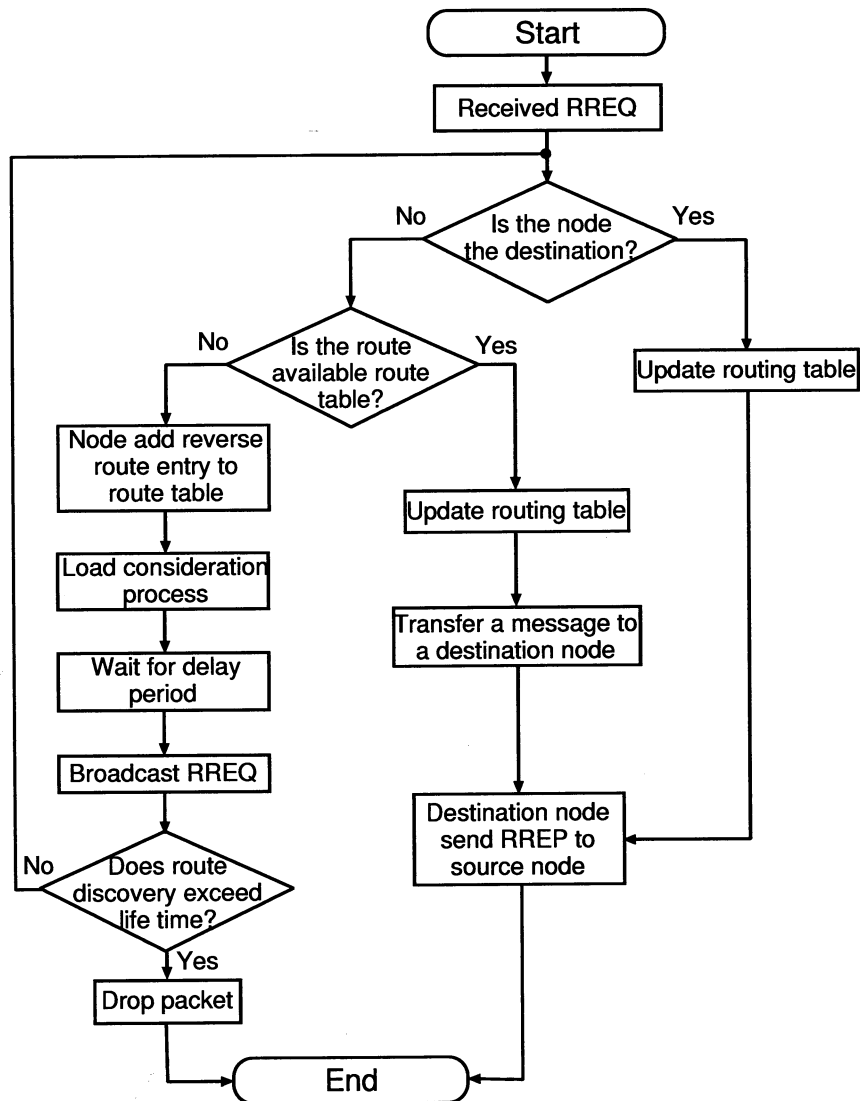 Start
Received RREQ
No
Yes
Is the node
the destination?
No
Yes
Is the route
available route
table?
Update routing table
Node add reverse
route entry to
route table
Update routing table
Load consideration
process
Transfer a message to
a destination node
Wait for delay
period
Broadcast RREQ
Destination node
send RREP to
source node
No
Does route
discovery exceed
life time?
Yes
Drop packet
End